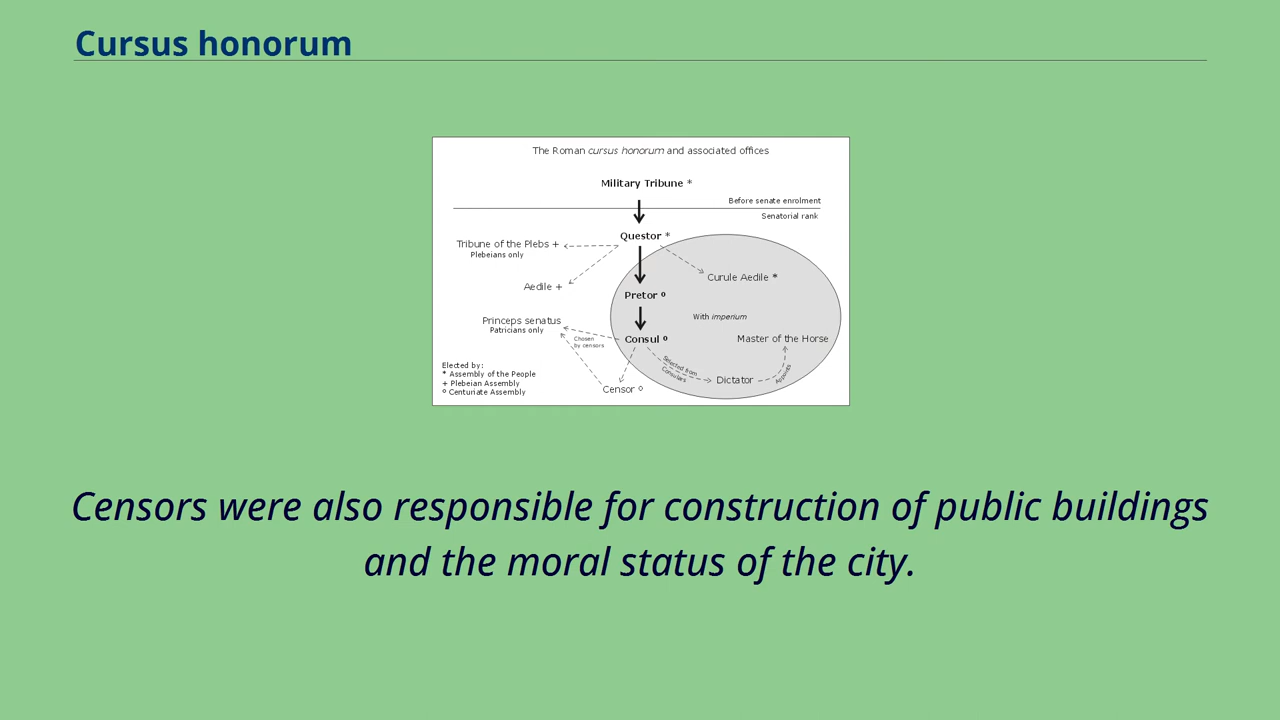 Cursus honorum
The Roman cursus honorum and associated offices
Military Tribune *
Before senate enrolment
Senatorial rank
Questor *
Tribune of the Plebs +
Plebeians only
Curule Aedile *
Aedile +
Pretor º
With imperium
Princeps senatus
Patricians only
Chosen
by censors
Consul º
Master of the Horse
Selected from
Consulars
Dictator
Appoints
Censor º
Elected by:
* Assembly of the People
+ Plebeian Assembly
º Centuriate Assembly
Censors were also responsible for construction of public buildings
and the moral status of the city.